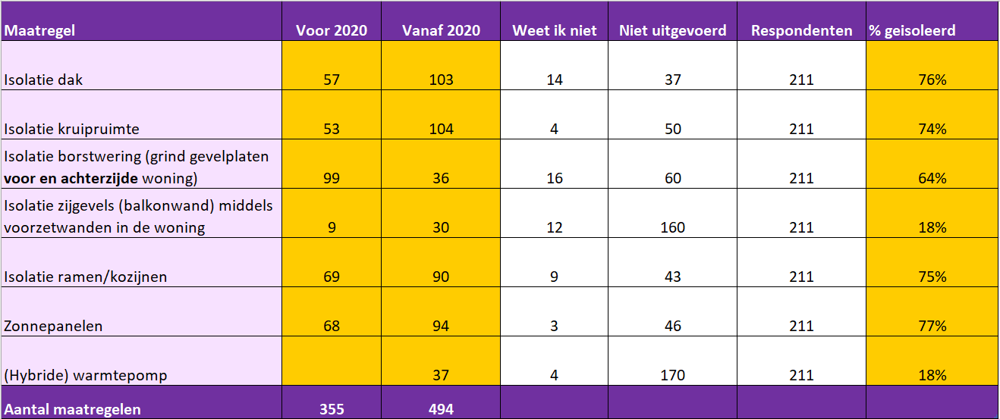 Maatregel Voor 2020 Vanaf 2020 Weet ik niet Niet uitgevoerd Respondenten % geisoleerd
Isolatie dak 57 103 14 37 211 76%
Isolatie kruipruimte 53 104 4 50 211 74%
Isolatie borstwering (grind gevelplaten
voor en achterzijde woning) 99 36 16 60 211 64%
Isolatie zijgevels (balkonwand) middels
voorzetwanden in de woning 9 30 12 160 211 18%
Isolatie ramen/kozijnen 69 90 9 43 211 75%
Zonnepanelen 68 94 3 46 211 77%
(Hybride) warmtepomp 37 4 170 211 18%
Aantal maatregelen 355 494